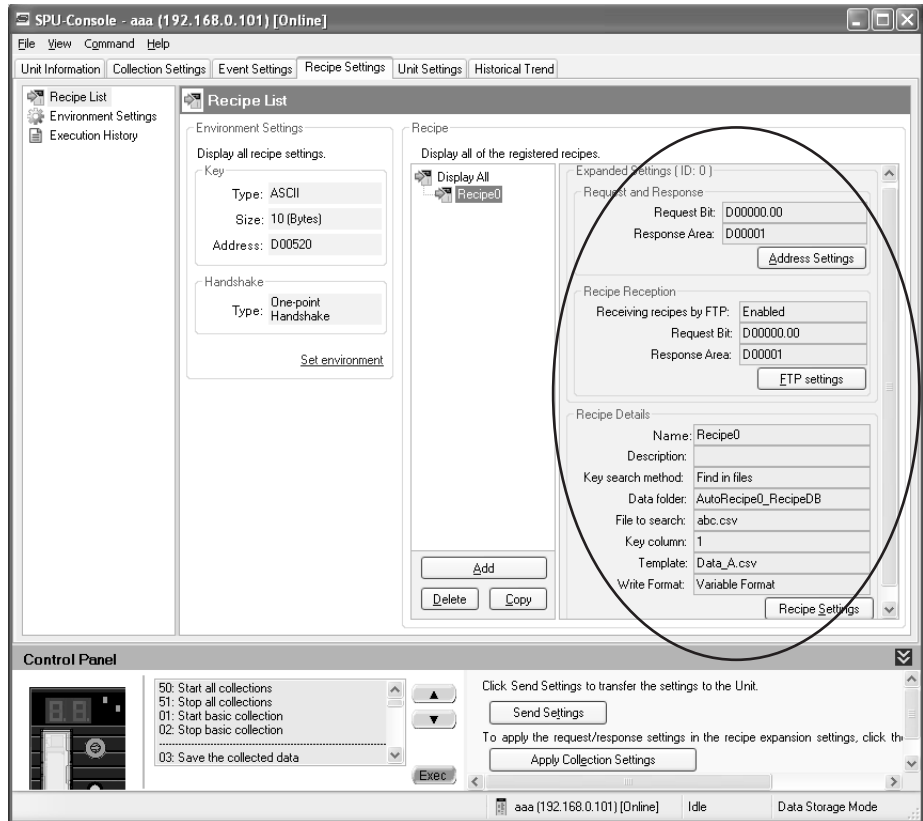 SPU-Console - aaa (192.168.0.101) [Online]
File View Command Help
Unit Information Collection Settings Event Settings Recipe Settings Unit Settings Historical Trend
Recipe List
Environment Settings
Execution History
Recipe List
Environment Settings
Display all recipe settings.
Key
Type: ASCII
Size: 10 (Bytes)
Address: D00520
Handshake
Type: One-point
Handshake
Set environment
Recipe
Display all of the registered recipes.
Display All
Recipe0
Add
Delete Copy
Expanded Settings ( ID: 0 )
Request and Response
Request Bit: D00000.00
Response Area: D00001
Address Settings
Recipe Reception
Receiving recipes by FTP: Enabled
Request Bit: D00000.00
Response Area: D00001
FTP settings
Recipe Details
Name: Recipe0
Description:
Key search method: Find in files
Data folder: AutoRecipe0_RecipeDB
File to search: abc.csv
Key column: 1
Template: Data_A.csv
Write Format: Variable Format
Recipe Settings
Control Panel
50: Start all collections
51: Stop all collections
01: Start basic collection
02: Stop basic collection
03: Save the collected data
Exec
Click Send Settings to transfer the settings to the Unit.
Send Settings
To apply the request/response settings in the recipe expansion settings, click the
Apply Collection Settings
aaa (192.168.0.101) [Online] Idle Data Storage Mode